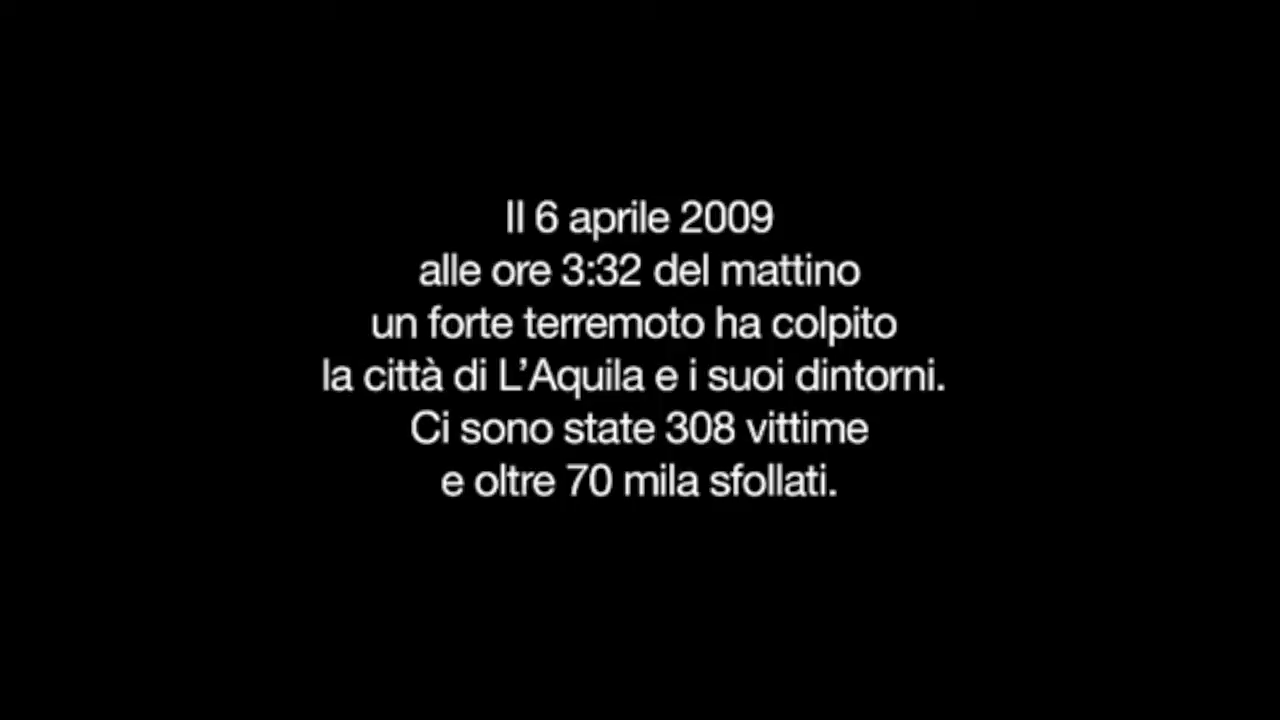 Il 6 aprile 2009
alle ore 3:32 del mattino
un forte terremoto ha colpito
la città di L’Aquila e i suoi dintorni.
Ci sono state 308 vittime
e oltre 70 mila sfollati.